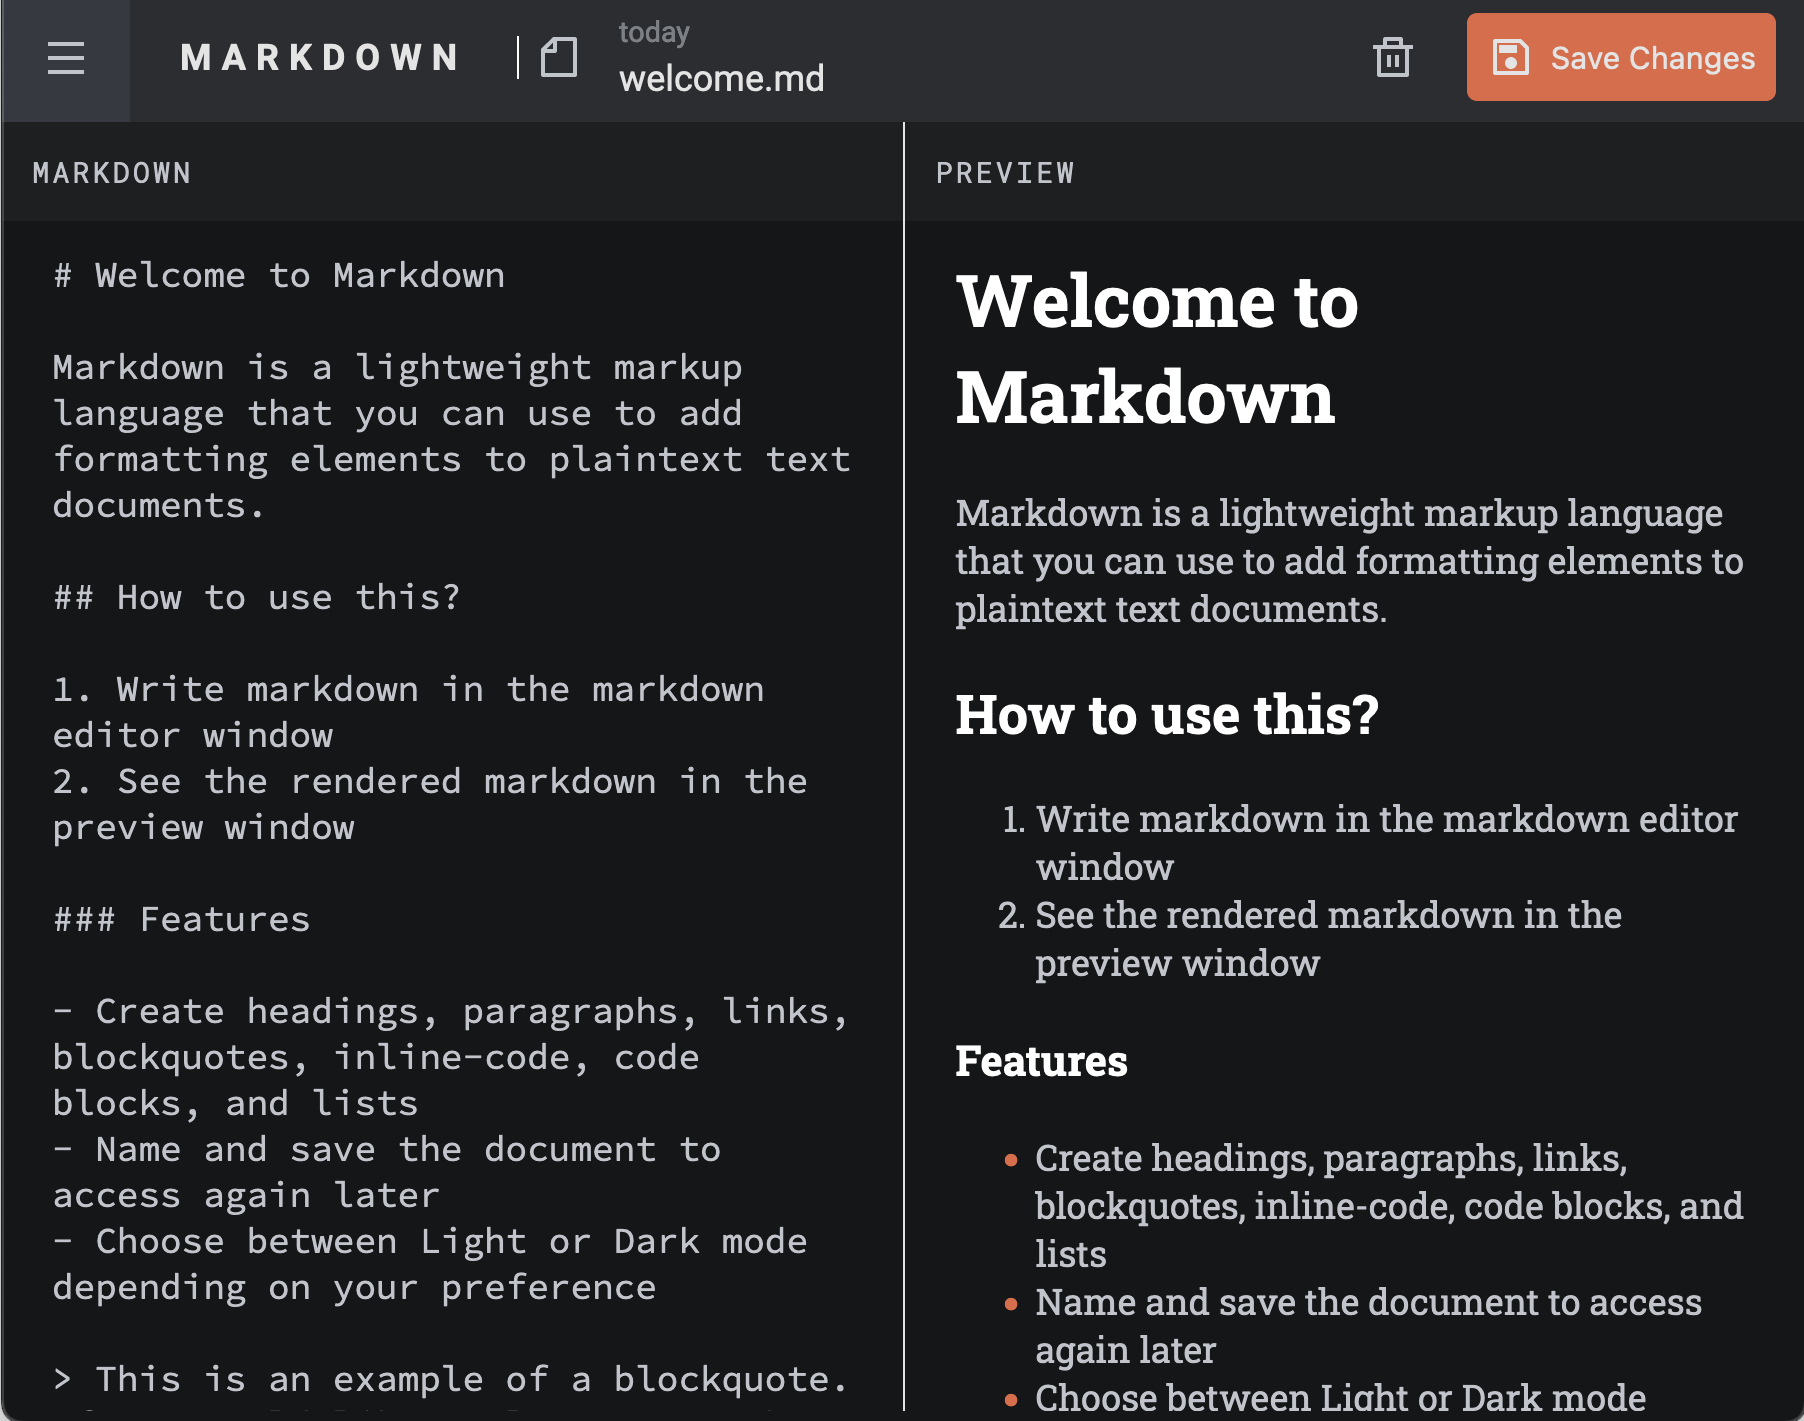 MARKDOWN
today
welcome.md
Save Changes
MARKDOWN
# Welcome to Markdown
Markdown is a lightweight markup
language that you can use to add
formatting elements to plaintext text
documents.
## How to use this?
1. Write markdown in the markdown
editor window
2. See the rendered markdown in the
preview window
### Features
- Create headings, paragraphs, links,
blockquotes, inline-code, code
blocks, and lists
- Name and save the document to
access again later
- Choose between Light or Dark mode
depending on your preference
> This is an example of a blockquote.
PREVIEW
Welcome to
Markdown
Markdown is a lightweight markup language
that you can use to add formatting elements to
plaintext text documents.
How to use this?
1. Write markdown in the markdown editor
window
2. See the rendered markdown in the
preview window
Features
• Create headings, paragraphs, links,
blockquotes, inline-code, code blocks, and
lists
• Name and save the document to access
again later
• Choose between Light or Dark mode